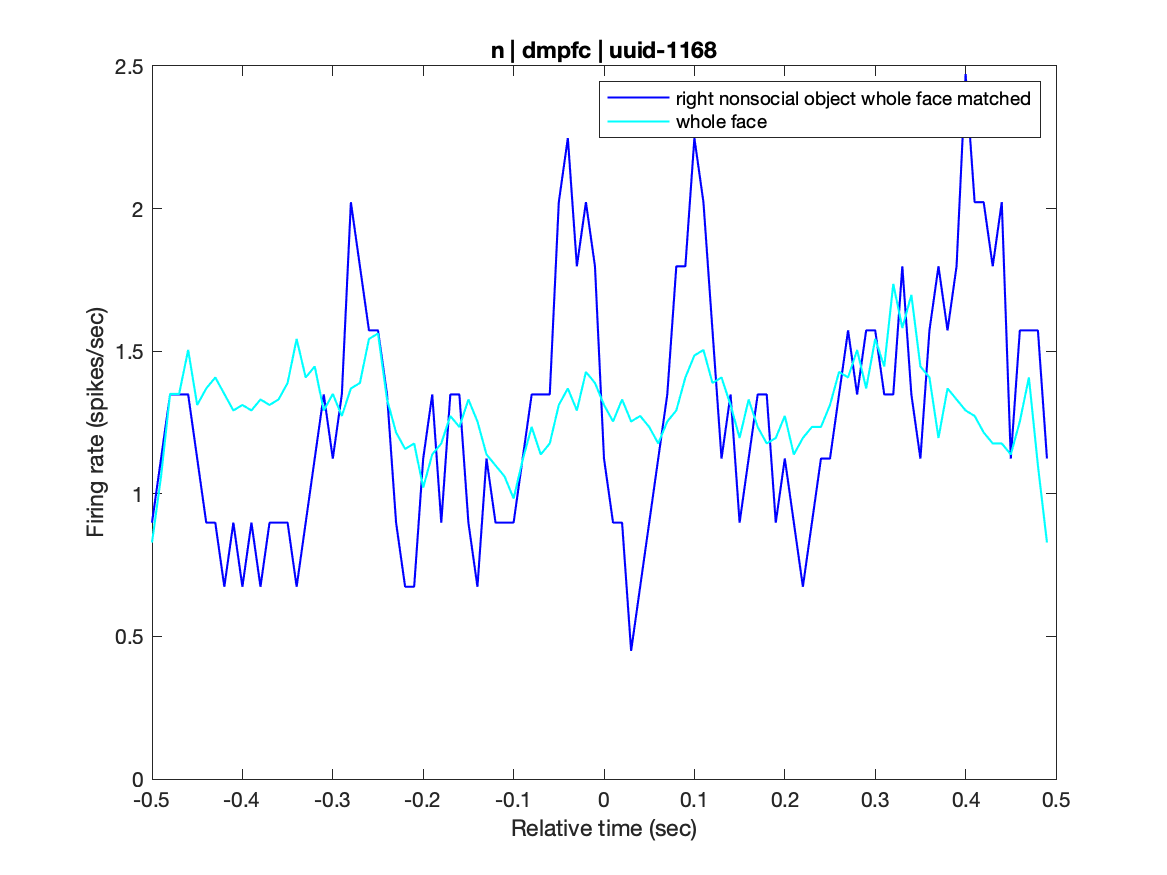 n | dmpfc | uuid-1168
right nonsocial object whole face matched
whole face
Firing rate (spikes/sec)
2.5
2
1.5
1
0.5
0
-0.5 -0.4 -0.3 -0.2 -0.1 0 0.1 0.2 0.3 0.4 0.5
Relative time (sec)